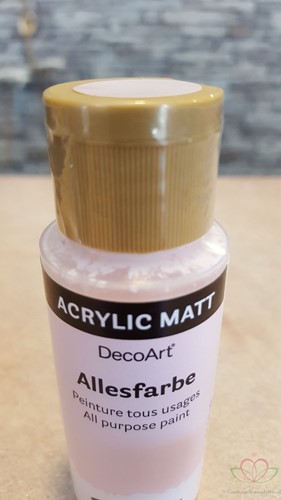 ACRYLIC MATT
DecoArt®
Allesfarbe
Peinture tous usages
All purpose paint